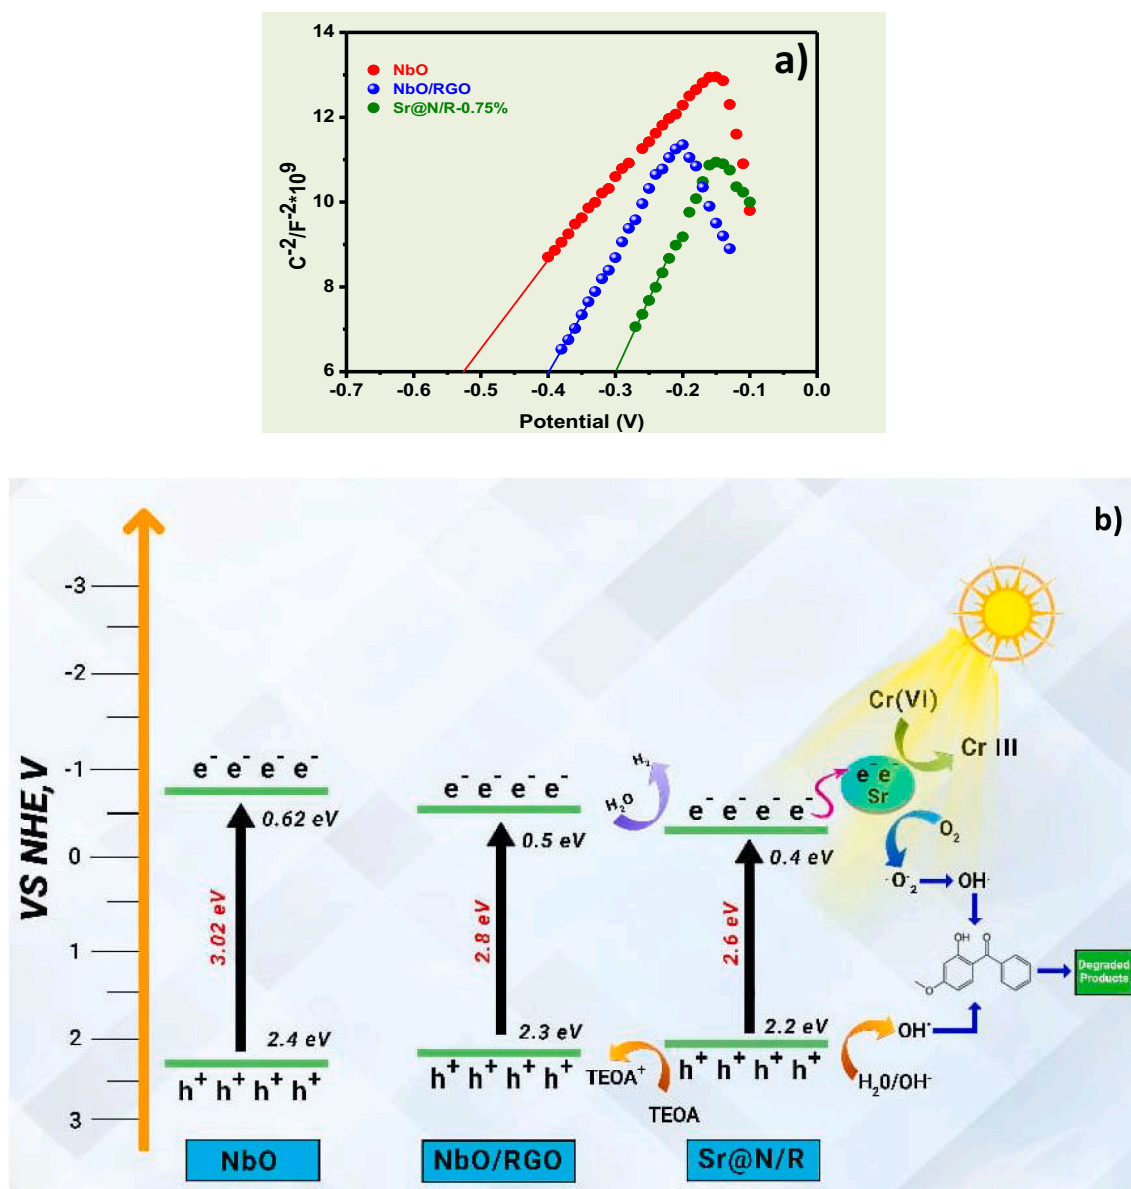 a)
14
12
10
8
6
C⁻²/F⁻²*10⁹
NbO
NbO/RGO
Sr@N/R-0.75%
-0.7 -0.6 -0.5 -0.4 -0.3 -0.2 -0.1 0.0
Potential (V)
b)
VS NHE,V
-3
-2
-1
0
1
2
3
e⁻ e⁻ e⁻ e⁻
0.62 eV
3.02 eV
2.4 eV
h⁺ h⁺ h⁺ h⁺
NbO
e⁻ e⁻ e⁻ e⁻
0.5 eV
2.8 eV
2.3 eV
h⁺ h⁺ h⁺ h⁺
NbO/RGO
H₂
H₂O
e⁻ e⁻ e⁻ e⁻
0.4 eV
2.6 eV
2.2 eV
h⁺ h⁺ h⁺ h⁺
TEOA⁺
TEOA
Sr@N/R
Cr(VI)
Cr III
e⁻ e⁻
Sr
O₂
·O⁻₂
OH·
OH
O
O
OH·
H₂0/OH⁻
Degraded
Products